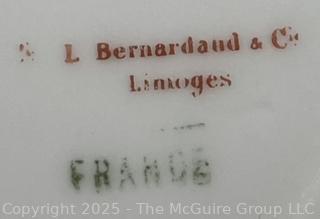 L Bernardaud & Cie
Limoges
FRANCE
Copyright 2025 - The McGuire Group LLC